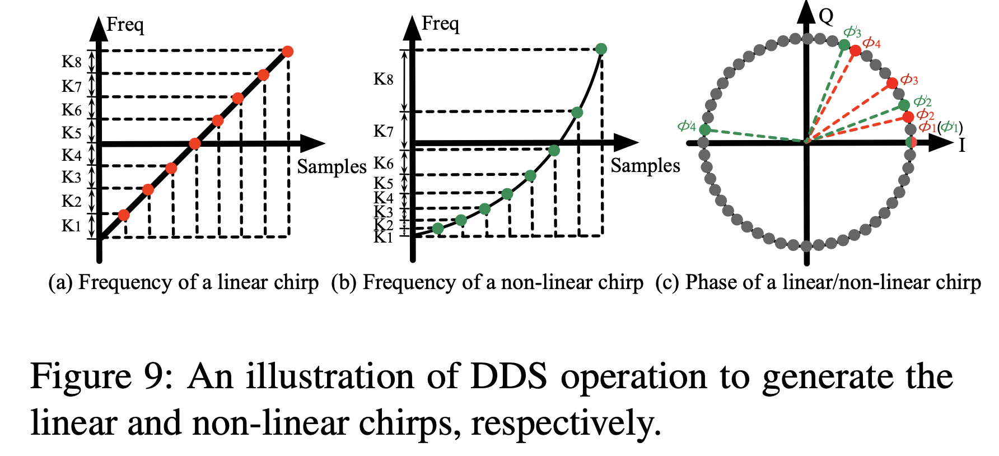 Freq
K8
K7
K6
K5
K4
K3
K2
K1
Samples
(a) Frequency of a linear chirp
Freq
K8
K7
K6
K5
K4
K3
K2
K1
Samples
(b) Frequency of a non-linear chirp
Q
Φ'3
Φ4
Φ3
Φ'2
Φ2
Φ1(Φ'1)
Φ'4
I
(c) Phase of a linear/non-linear chirp
Figure 9: An illustration of DDS operation to generate the
linear and non-linear chirps, respectively.